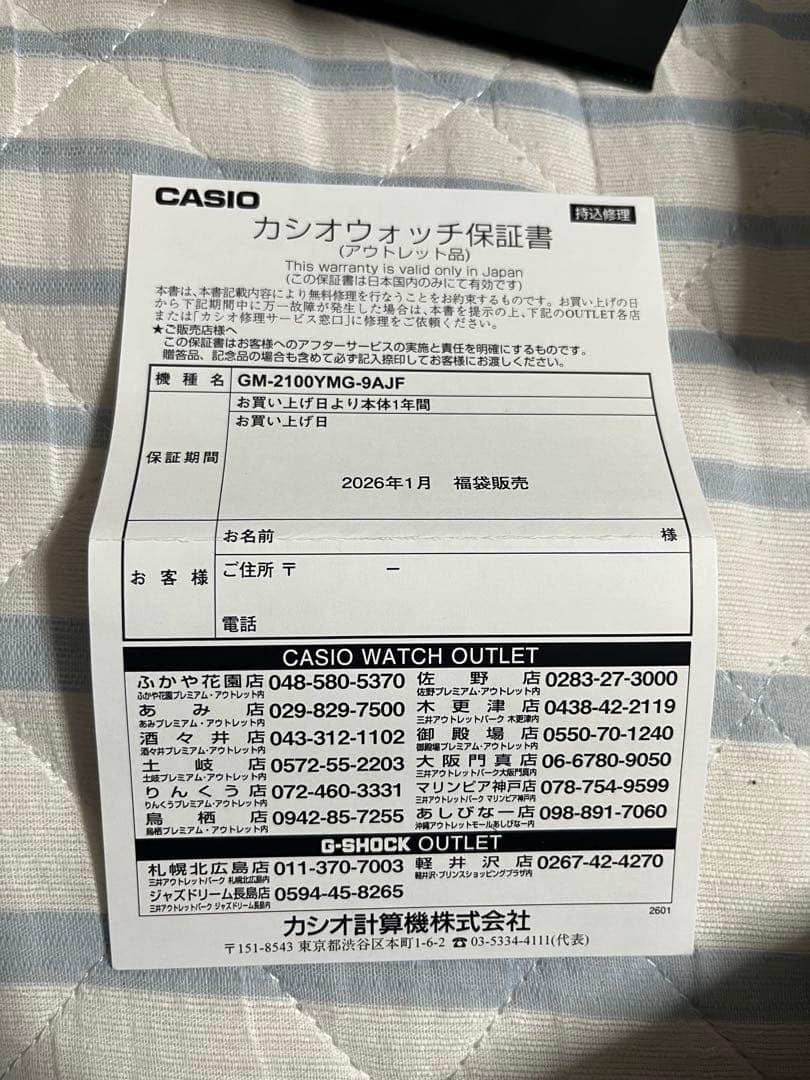 CASIO
持込修理
カシオウォッチ保証書
(アウトレット品)
This warranty is valid only in Japan
(この保証書は日本国内のみにて有効です)
本書は、本書記載内容により無料修理を行なうことをお約束するものです。お買い上げの日
から下記期間中に万一故障が発生した場合は、本書を提示の上、下記のOUTLET各店
または「カシオ修理サービス窓口」に修理をご依頼ください。
★ご販売店様へ
この保証書はお客様へのアフターサービスの実施と責任を明確にするものです。
贈答品、記念品の場合も含めて必ず記入捺印してお客様にお渡しください。
機種名 GM-2100YMG-9AJF
保証期間
お買い上げ日より本体1年間
お買い上げ日
2026年1月 福袋販売
お客様
お名前 様
ご住所 〒 －
電話
CASIO WATCH OUTLET
ふかや花園店 048-580-5370 佐野店 0283-27-3000
ふかや花園プレミアム・アウトレット内 佐野プレミアム・アウトレット内
あみ店 029-829-7500 木更津店 0438-42-2119
あみプレミアム・アウトレット内 三井アウトレットパーク 木更津内
酒々井店 043-312-1102 御殿場店 0550-70-1240
酒々井プレミアム・アウトレット内 御殿場プレミアム・アウトレット内
土岐店 0572-55-2203 大阪門真店 06-6780-9050
土岐プレミアム・アウトレット内 三井アウトレットパーク大阪門真内
りんくう店 072-460-3331 マリンピア神戸店 078-754-9599
りんくうプレミアム・アウトレット内 三井アウトレットパーク マリンピア神戸内
鳥栖店 0942-85-7255 あしびなー店 098-891-7060
鳥栖プレミアム・アウトレット内 沖縄アウトレットモールあしびなー内
G-SHOCK OUTLET
札幌北広島店 011-370-7003 軽井沢店 0267-42-4270
三井アウトレットパーク 札幌北広島内 軽井沢・プリンスショッピングプラザ内
ジャズドリーム長島店 0594-45-8265
三井アウトレットパーク ジャズドリーム長島内
2601
カシオ計算機株式会社
〒151-8543 東京都渋谷区本町1-6-2 ☎03-5334-4111(代表)